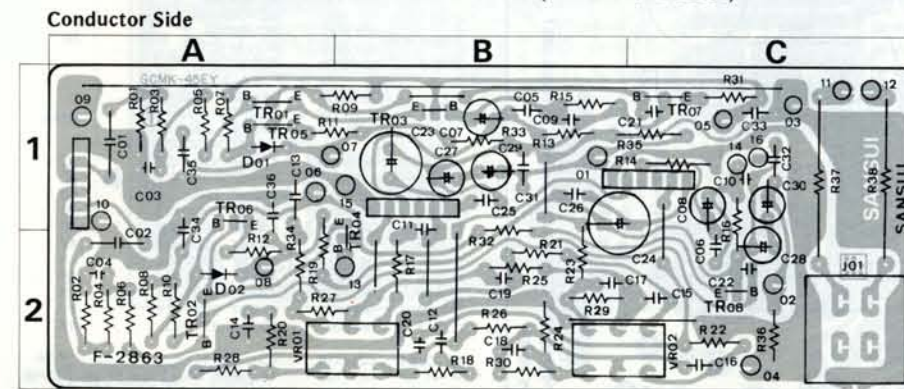 Conductor Side
A B C
1
2
GCMK-45EY
09 R01 R03 R05 R07 B E R09 E B C05 R15 B E R31 11 12
TR01 TR05 R11 TR03 C23 C07 R33 C09 R13 C21 TR07 05 C33 03
C01 D01 07 C27 C29 R35 14 16 C32
C03 C35 C36 C13 06 C31 01 R14 C10 C30 R37 R38 SANSUI SANSUI
10 TR06 15 C25 C26 C08
C02 C34 B E R12 R34 R19 B E TR04 C11 R32 R21 C24 C06 R16 C28
C04 D02 08 13 R17 R25 R23 C17 C22 J01
R02 R04 R06 R08 R10 TR02 E B C19 C15 E B TR08 02
R27 R29
C14 R20 VR01 C20 C12 R26 R24 VR02 R22 R36
F-2863 R28 R18 C18 R30 C16 04